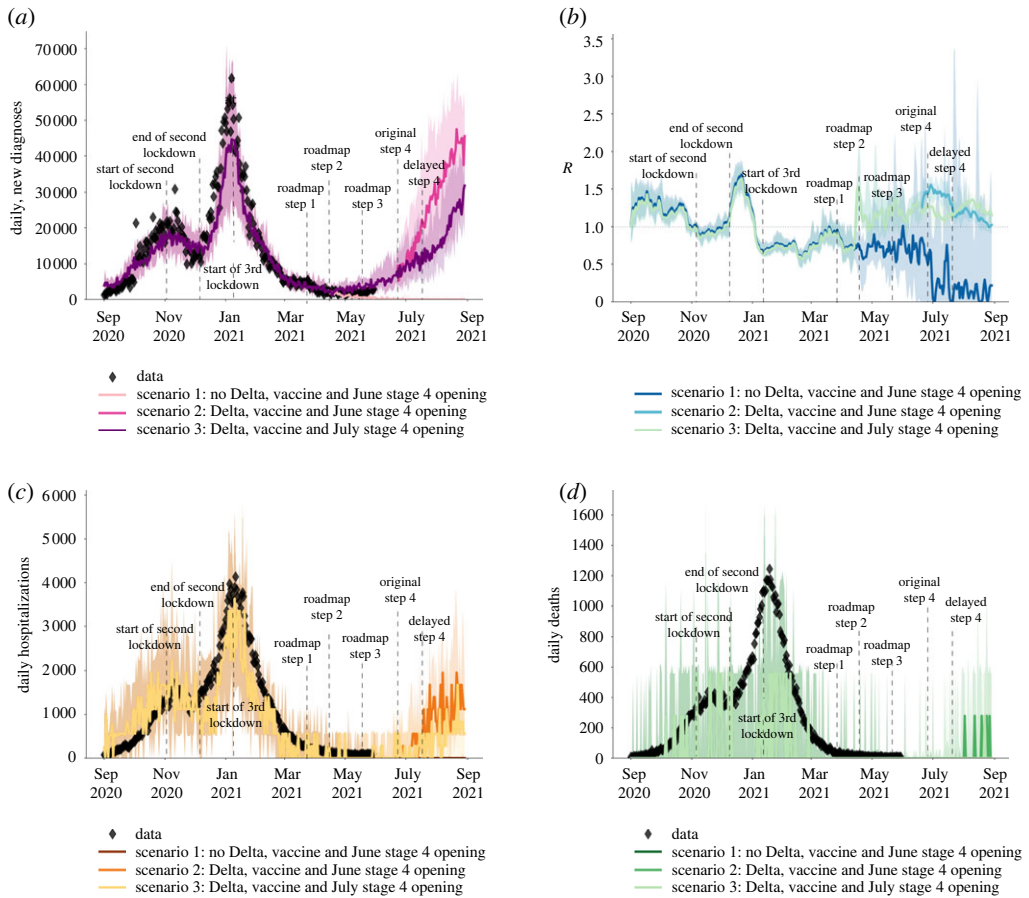 (a)
70 000
60 000
50 000
40 000
30 000
20 000
10 000
0
daily, new diagnoses
start of second
lockdown
end of second
lockdown
start of 3rd
lockdown
roadmap
step 1
roadmap
step 2
roadmap
step 3
original
step 4
delayed
step 4
Sep Nov Jan Mar May July Sep
2020 2020 2021 2021 2021 2021 2021
data
scenario 1: no Delta, vaccine and June stage 4 opening
scenario 2: Delta, vaccine and June stage 4 opening
scenario 3: Delta, vaccine and July stage 4 opening
(b)
3.5
3.0
2.5
2.0
1.5
1.0
0.5
0
R
start of second
lockdown
end of second
lockdown
start of 3rd
lockdown
roadmap
step 1
roadmap
step 2
roadmap
step 3
original
step 4
delayed
step 4
Sep Nov Jan Mar May July Sep
2020 2020 2021 2021 2021 2021 2021
scenario 1: no Delta, vaccine and June stage 4 opening
scenario 2: Delta, vaccine and June stage 4 opening
scenario 3: Delta, vaccine and July stage 4 opening
(c)
6 000
5 000
4 000
3 000
2 000
1 000
0
daily hospitalizations
start of second
lockdown
end of second
lockdown
start of 3rd
lockdown
roadmap
step 1
roadmap
step 2
roadmap
step 3
original
step 4
delayed
step 4
Sep Nov Jan Mar May July Sep
2020 2020 2021 2021 2021 2021 2021
data
scenario 1: no Delta, vaccine and June stage 4 opening
scenario 2: Delta, vaccine and June stage 4 opening
scenario 3: Delta, vaccine and July stage 4 opening
(d)
1600
1400
1200
1000
800
600
400
200
0
daily deaths
start of second
lockdown
end of second
lockdown
start of 3rd
lockdown
roadmap
step 1
roadmap
step 2
roadmap
step 3
original
step 4
delayed
step 4
Sep Nov Jan Mar May July Sep
2020 2020 2021 2021 2021 2021 2021
data
scenario 1: no Delta, vaccine and June stage 4 opening
scenario 2: Delta, vaccine and June stage 4 opening
scenario 3: Delta, vaccine and July stage 4 opening